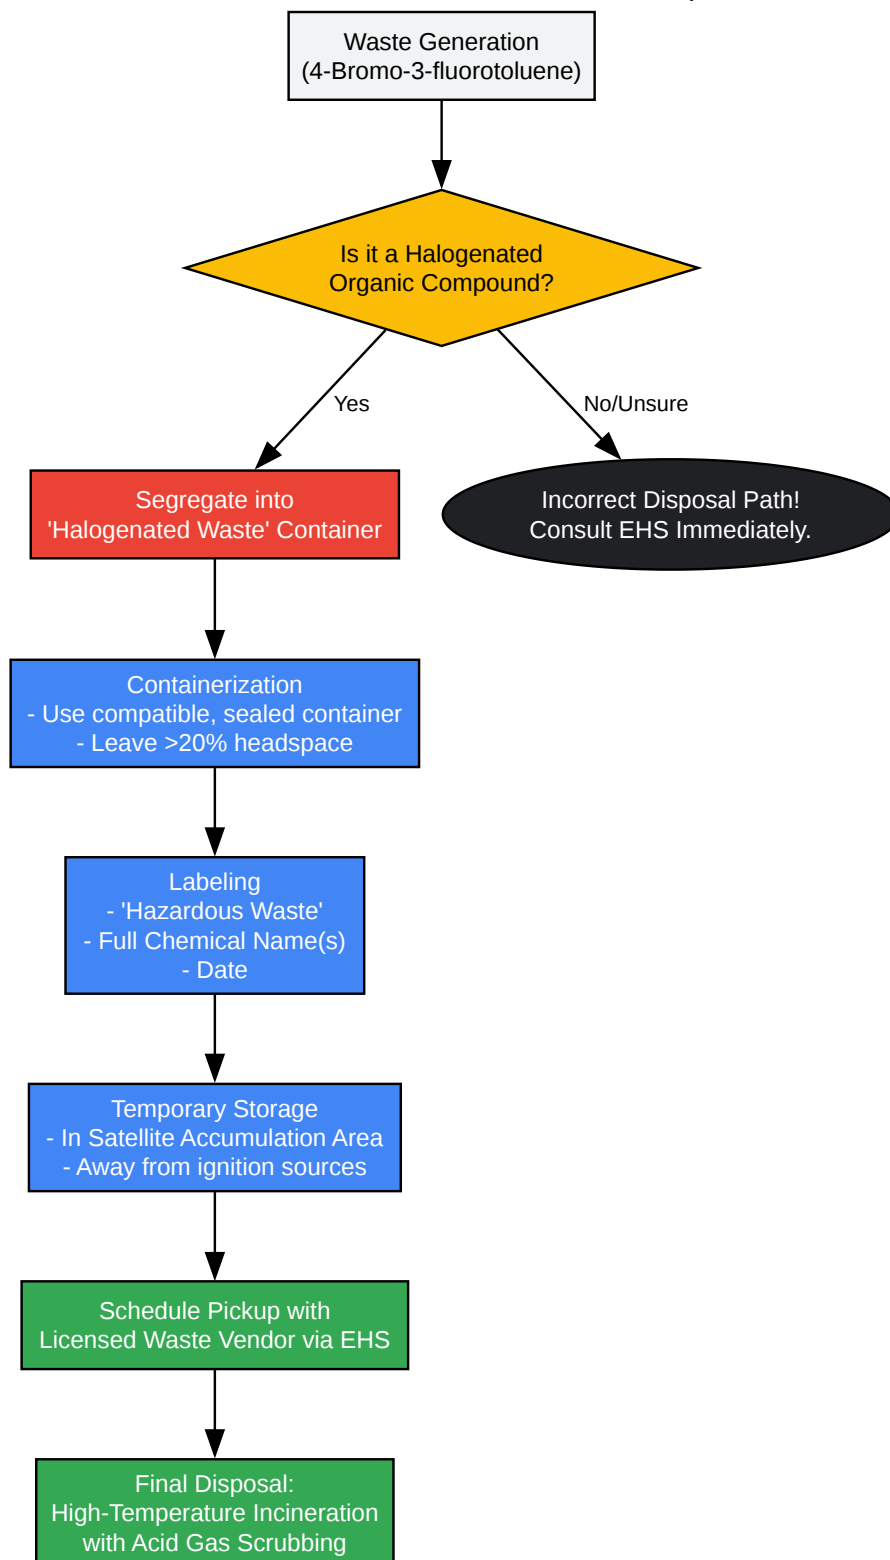 Waste Generation
(4-Bromo-3-fluorotoluene)
Is it a Halogenated
Organic Compound?
Yes
No/Unsure
Segregate into
'Halogenated Waste' Container
Incorrect Disposal Path!
Consult EHS Immediately.
Containerization
- Use compatible, sealed container
- Leave >20% headspace
Labeling
- 'Hazardous Waste'
- Full Chemical Name(s)
- Date
Temporary Storage
- In Satellite Accumulation Area
- Away from ignition sources
Schedule Pickup with
Licensed Waste Vendor via EHS
Final Disposal:
High-Temperature Incineration
with Acid Gas Scrubbing